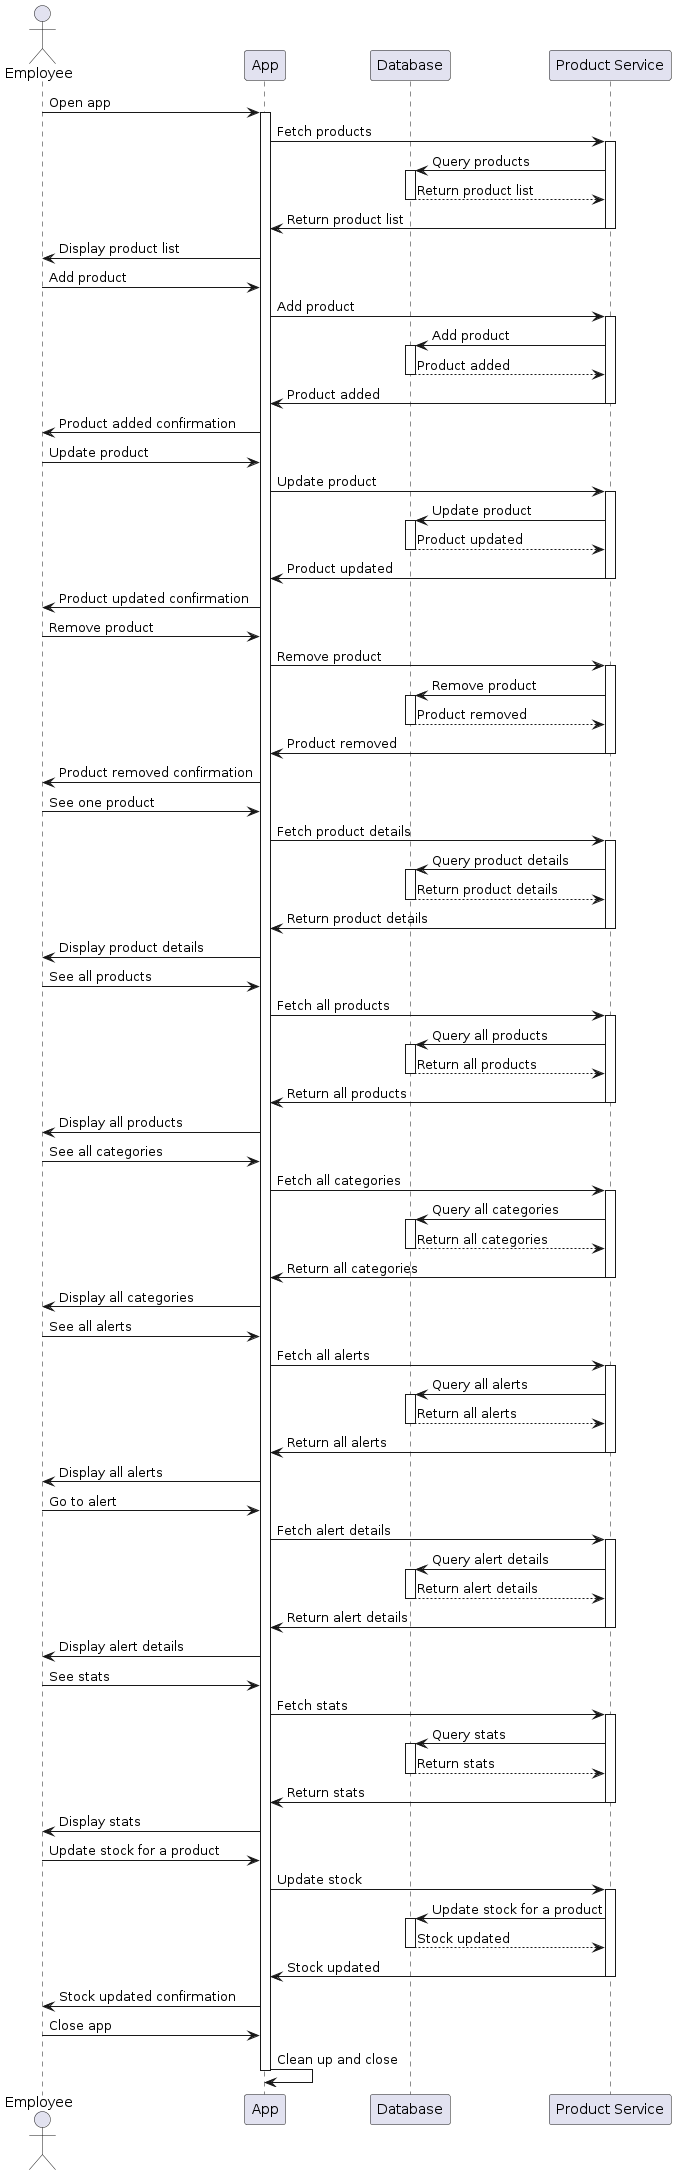 Employee
App
Database
Product Service
Open app
Fetch products
Query products
Return product list
Return product list
Display product list
Add product
Add product
Add product
Product added
Product added
Product added confirmation
Update product
Update product
Update product
Product updated
Product updated
Product updated confirmation
Remove product
Remove product
Remove product
Product removed
Product removed
Product removed confirmation
See one product
Fetch product details
Query product details
Return product details
Return product details
Display product details
See all products
Fetch all products
Query all products
Return all products
Return all products
Display all products
See all categories
Fetch all categories
Query all categories
Return all categories
Return all categories
Display all categories
See all alerts
Fetch all alerts
Query all alerts
Return all alerts
Return all alerts
Display all alerts
Go to alert
Fetch alert details
Query alert details
Return alert details
Return alert details
Display alert details
See stats
Fetch stats
Query stats
Return stats
Return stats
Display stats
Update stock for a product
Update stock
Update stock for a product
Stock updated
Stock updated
Stock updated confirmation
Close app
Clean up and close
Employee
App
Database
Product Service